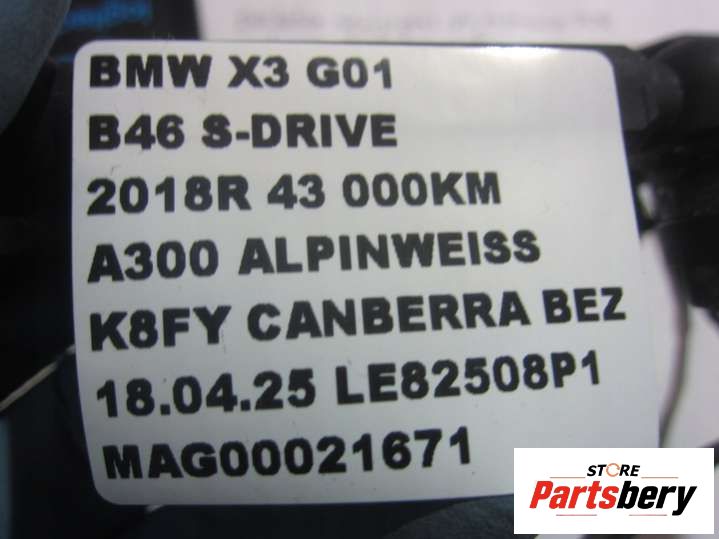 BMW X3 G01
B46 S-DRIVE
2018R 43 000KM
A300 ALPINWEISS
K8FY CANBERRA BEZ
18.04.25 LE82508P1
MAG00021671
STORE
Partsbery